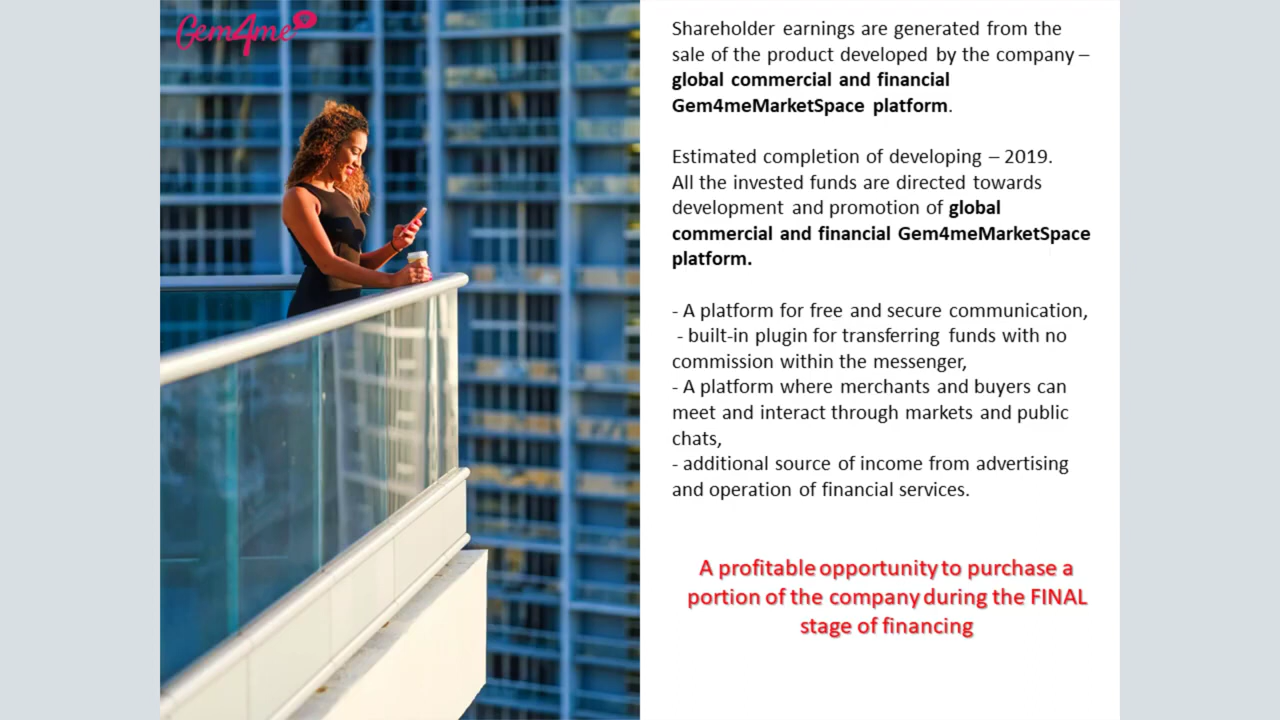 Gem4me
Shareholder earnings are generated from the
sale of the product developed by the company –
global commercial and financial
Gem4meMarketSpace platform.
Estimated completion of developing – 2019.
All the invested funds are directed towards
development and promotion of global
commercial and financial Gem4meMarketSpace
platform.
- A platform for free and secure communication,
- built-in plugin for transferring funds with no
commission within the messenger,
- A platform where merchants and buyers can
meet and interact through markets and public
chats,
- additional source of income from advertising
and operation of financial services.
A profitable opportunity to purchase a
portion of the company during the FINAL
stage of financing